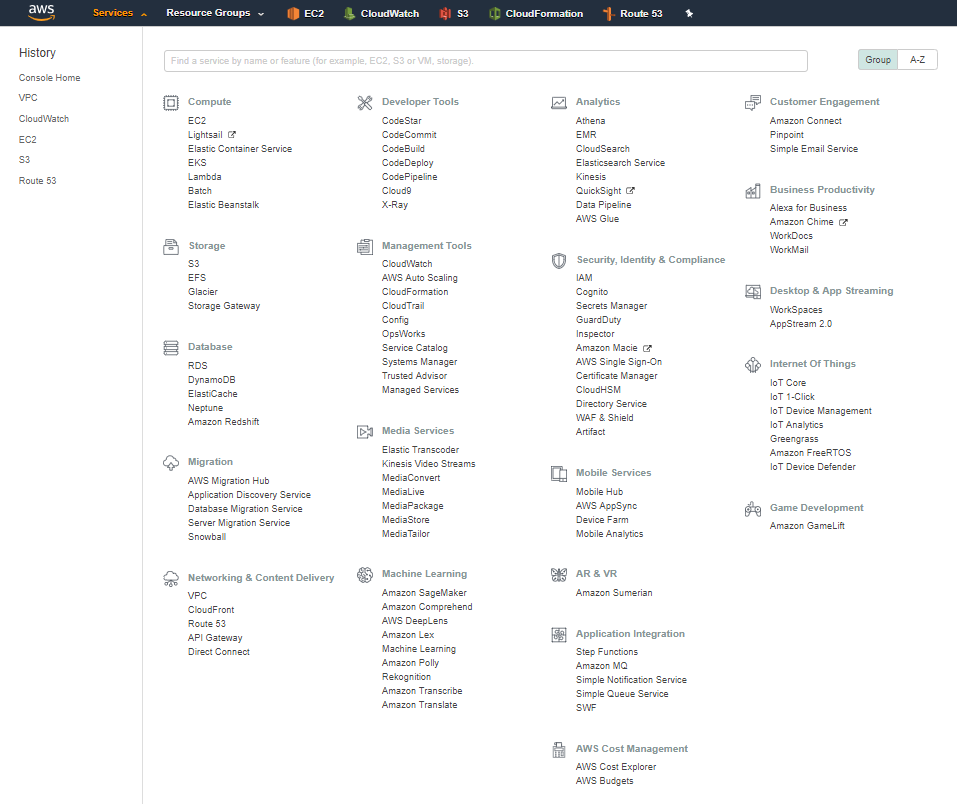 aws
Services
Resource Groups
EC2
CloudWatch
S3
CloudFormation
Route 53
History
Console Home
VPC
CloudWatch
EC2
S3
Route 53
Find a service by name or feature (for example, EC2, S3 or VM, storage).
Group
A-Z
Compute
EC2
Lightsail
Elastic Container Service
EKS
Lambda
Batch
Elastic Beanstalk
Storage
S3
EFS
Glacier
Storage Gateway
Database
RDS
DynamoDB
ElastiCache
Neptune
Amazon Redshift
Migration
AWS Migration Hub
Application Discovery Service
Database Migration Service
Server Migration Service
Snowball
Networking & Content Delivery
VPC
CloudFront
Route 53
API Gateway
Direct Connect
Developer Tools
CodeStar
CodeCommit
CodeBuild
CodeDeploy
CodePipeline
Cloud9
X-Ray
Management Tools
CloudWatch
AWS Auto Scaling
CloudFormation
CloudTrail
Config
OpsWorks
Service Catalog
Systems Manager
Trusted Advisor
Managed Services
Media Services
Elastic Transcoder
Kinesis Video Streams
MediaConvert
MediaLive
MediaPackage
MediaStore
MediaTailor
Machine Learning
Amazon SageMaker
Amazon Comprehend
AWS DeepLens
Amazon Lex
Machine Learning
Amazon Polly
Rekognition
Amazon Transcribe
Amazon Translate
Analytics
Athena
EMR
CloudSearch
Elasticsearch Service
Kinesis
QuickSight
Data Pipeline
AWS Glue
Security, Identity & Compliance
IAM
Cognito
Secrets Manager
GuardDuty
Inspector
Amazon Macie
AWS Single Sign-On
Certificate Manager
CloudHSM
Directory Service
WAF & Shield
Artifact
Mobile Services
Mobile Hub
AWS AppSync
Device Farm
Mobile Analytics
AR & VR
Amazon Sumerian
Application Integration
Step Functions
Amazon MQ
Simple Notification Service
Simple Queue Service
SWF
AWS Cost Management
AWS Cost Explorer
AWS Budgets
Customer Engagement
Amazon Connect
Pinpoint
Simple Email Service
Business Productivity
Alexa for Business
Amazon Chime
WorkDocs
WorkMail
Desktop & App Streaming
WorkSpaces
AppStream 2.0
Internet Of Things
IoT Core
IoT 1-Click
IoT Device Management
IoT Analytics
Greengrass
Amazon FreeRTOS
IoT Device Defender
Game Development
Amazon GameLift